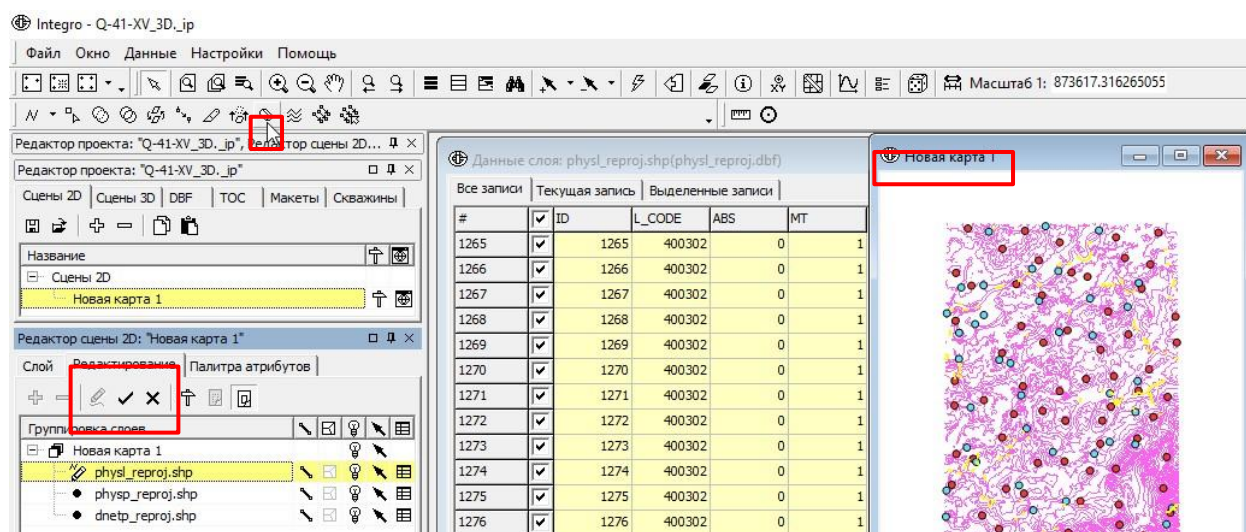 Integro - Q-41-XV_3D._ip
Файл Окно Данные Настройки Помощь
Масштаб 1: 873617.316265055
Редактор проекта: "Q-41-XV_3D._ip", Редактор сцены 2D...
Редактор проекта: "Q-41-XV_3D._ip"
Сцены 2D Сцены 3D DBF TOC Макеты Скважины
Название
Сцены 2D
Новая карта 1
Редактор сцены 2D: "Новая карта 1"
Слой Редактирование Палитра атрибутов
Группировка слоев
Новая карта 1
physl_reproj.shp
physp_reproj.shp
dnetp_reproj.shp
Данные слоя: physl_reproj.shp(physl_reproj.dbf)
Все записи Текущая запись Выделенные записи
# ID L_CODE ABS MT
1265 1265 400302 0 1
1266 1266 400302 0 1
1267 1267 400302 0 1
1268 1268 400302 0 1
1269 1269 400302 0 1
1270 1270 400302 0 1
1271 1271 400302 0 1
1272 1272 400302 0 1
1273 1273 400302 0 1
1274 1274 400302 0 1
1275 1275 400302 0 1
1276 1276 400302 0 1
Новая карта 1